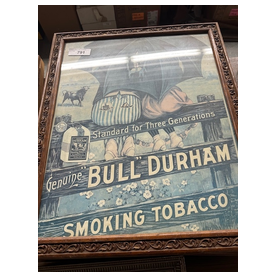 Standard for Three Generations
Genuine "BULL" DURHAM
SMOKING TOBACCO